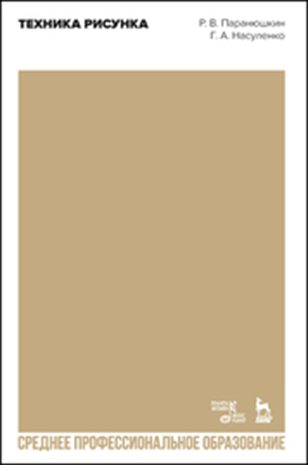 ТЕХНИКА РИСУНКА
Р. В. Паранюшкин
Г. А. Насуленко
СРЕДНЕЕ ПРОФЕССИОНАЛЬНОЕ ОБРАЗОВАНИЕ